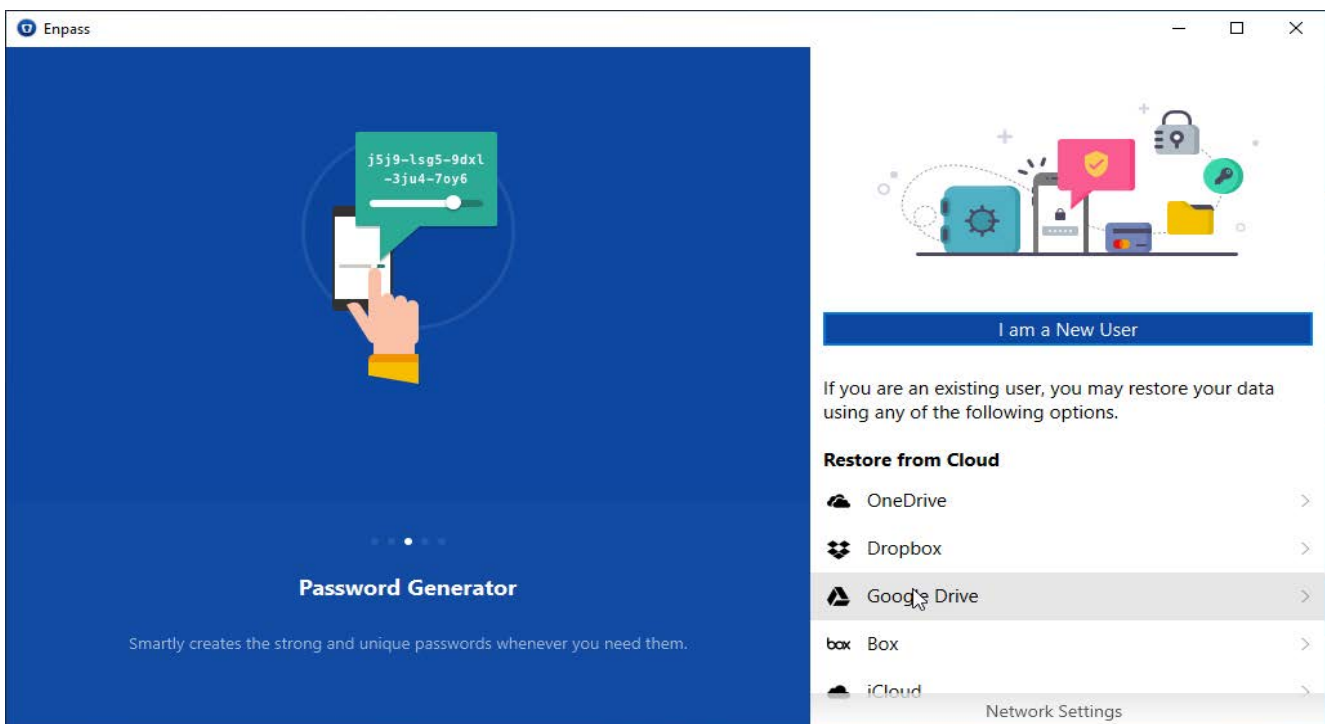 Enpass
j5j9-lsg5-9dxl
-3ju4-7oy6
Password Generator
Smartly creates the strong and unique passwords whenever you need them.
I am a New User
If you are an existing user, you may restore your data
using any of the following options.
Restore from Cloud
OneDrive
Dropbox
Google Drive
box Box
iCloud
Network Settings